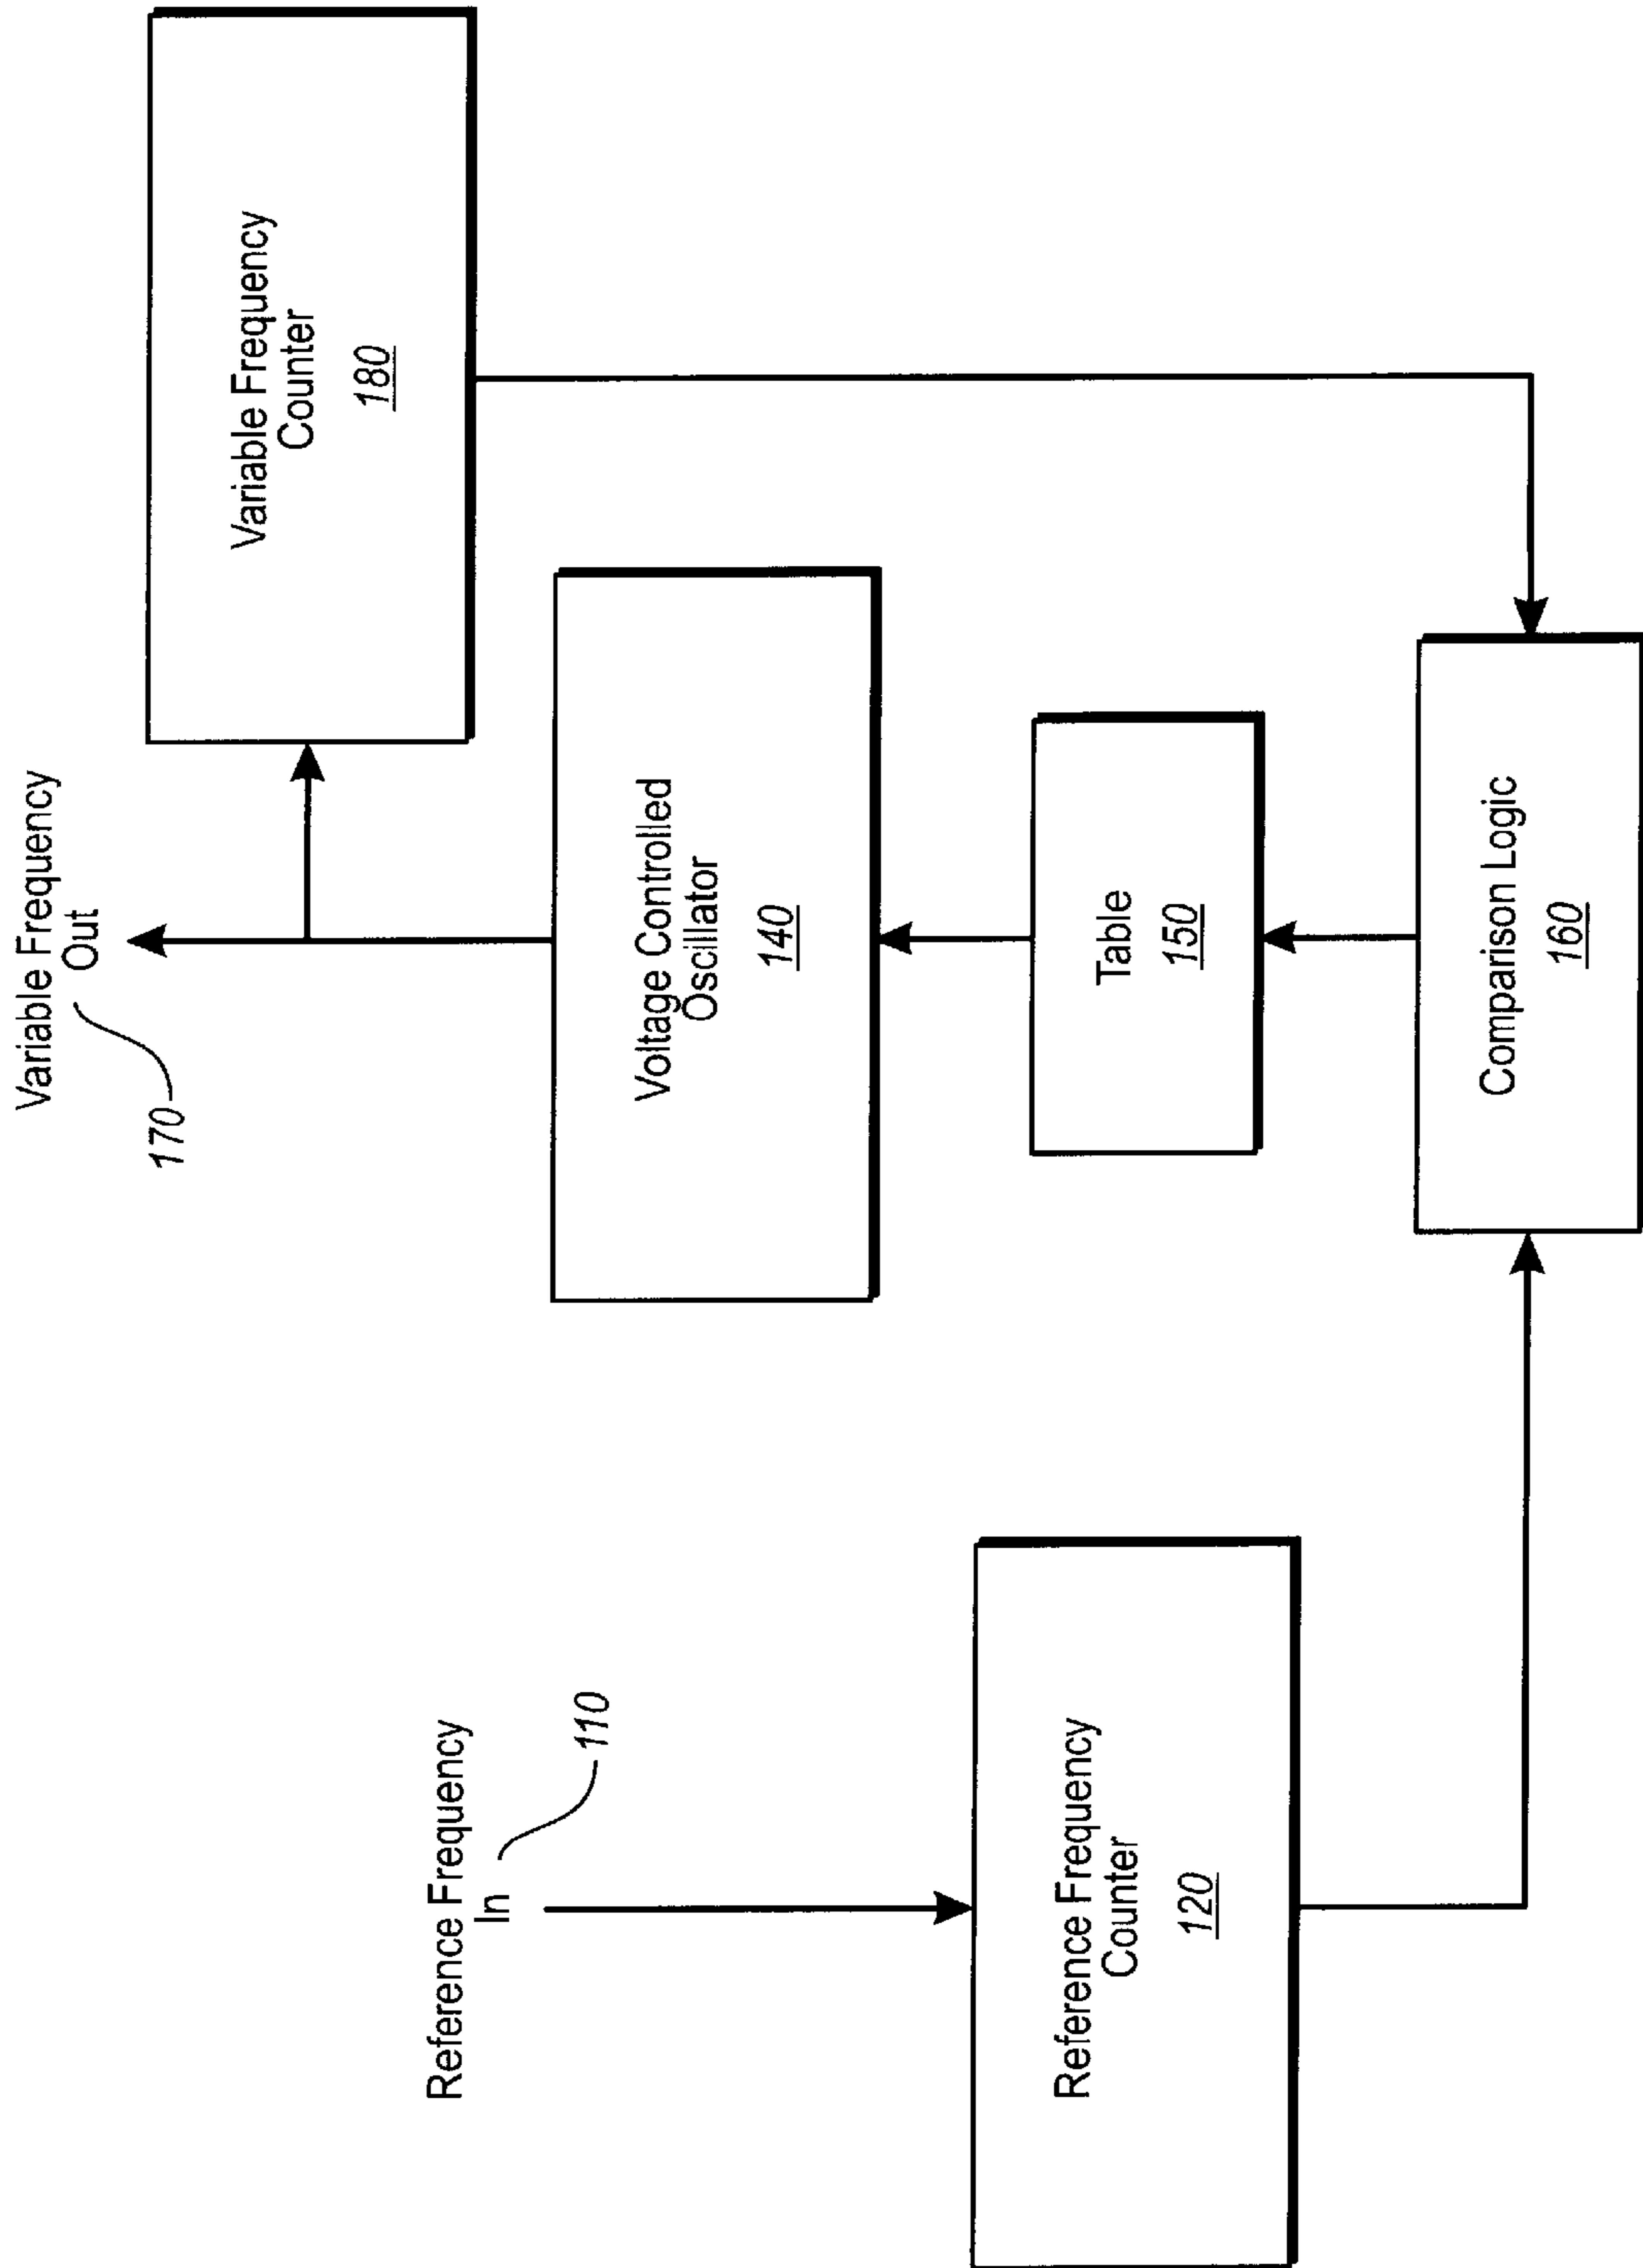 Variable Frequency
Out
170
Variable Frequency
Counter
180
Voltage Controlled
Oscillator
140
Table
150
Comparison Logic
160
Reference Frequency
In
110
Reference Frequency
Counter
120